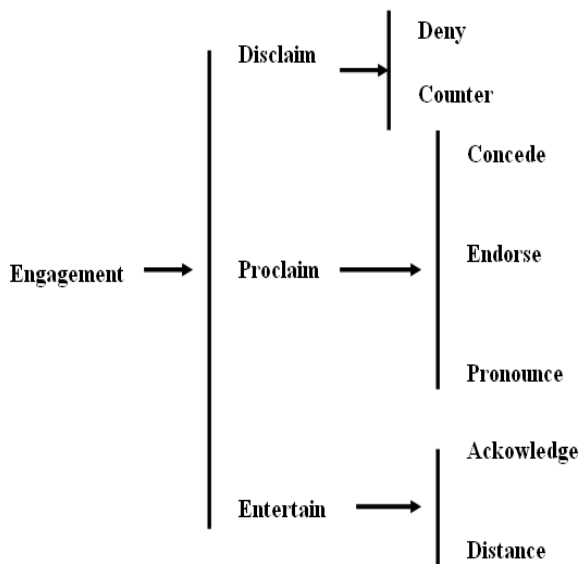 Engagement
Disclaim
Deny
Counter
Proclaim
Concede
Endorse
Pronounce
Entertain
Ackowledge
Distance